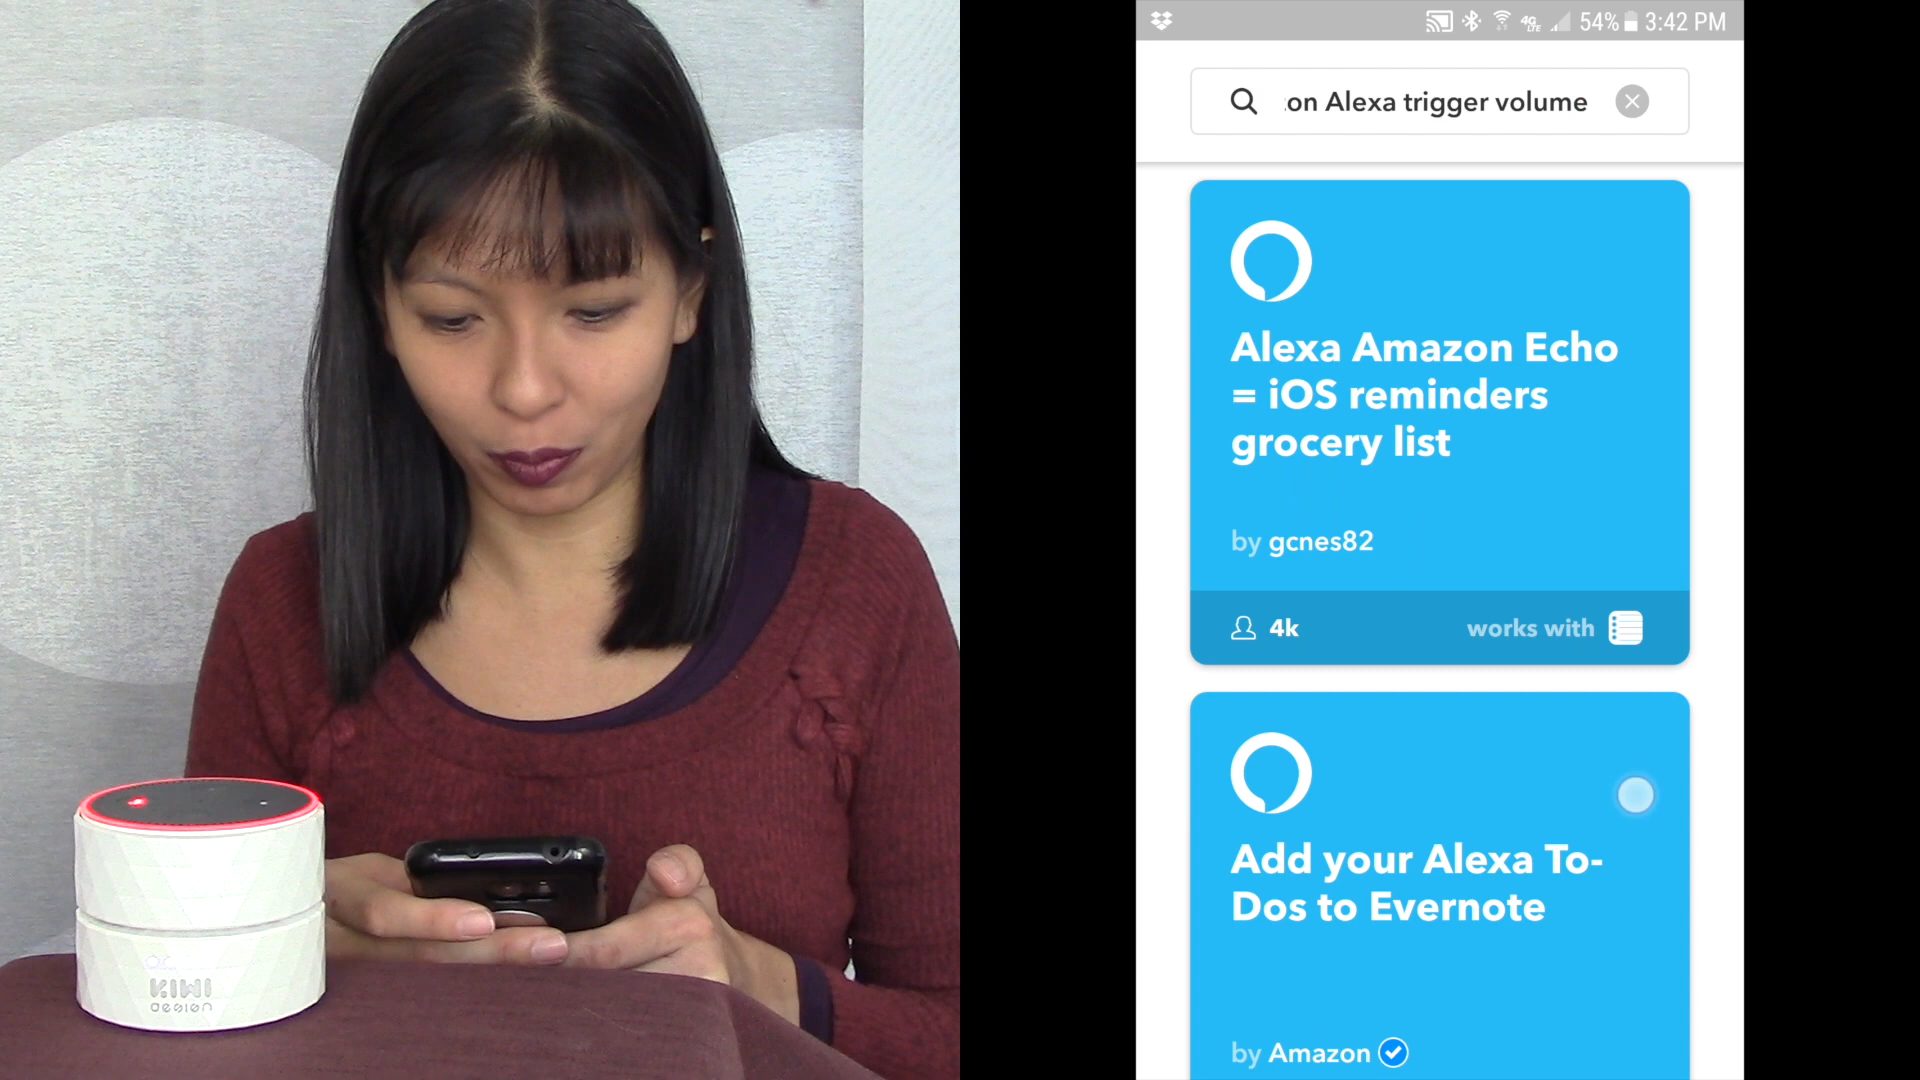 54% 3:42 PM
on Alexa trigger volume
Alexa Amazon Echo
= iOS reminders
grocery list
by gcnes82
4k works with
Add your Alexa To-
Dos to Evernote
by Amazon
KIWI
design